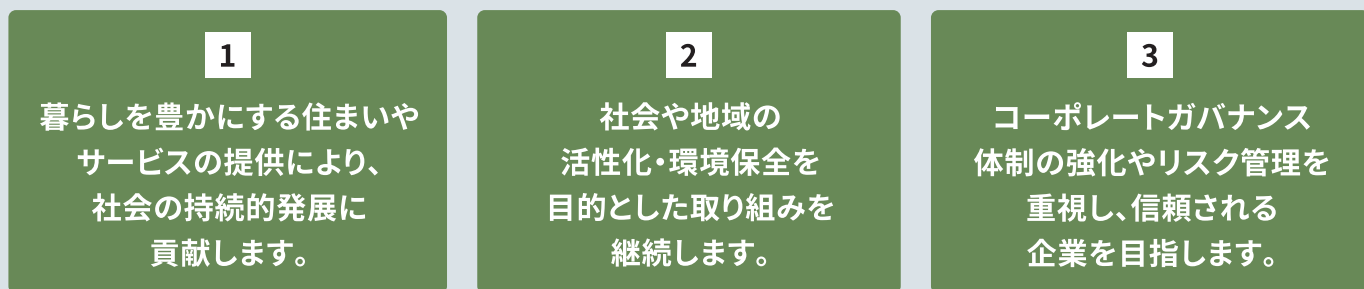 1
暮らしを豊かにする住まいや
サービスの提供により、
社会の持続的発展に
貢献します。
2
社会や地域の
活性化・環境保全を
目的とした取り組みを
継続します。
3
コーポレートガバナンス
体制の強化やリスク管理を
重視し、信頼される
企業を目指します。